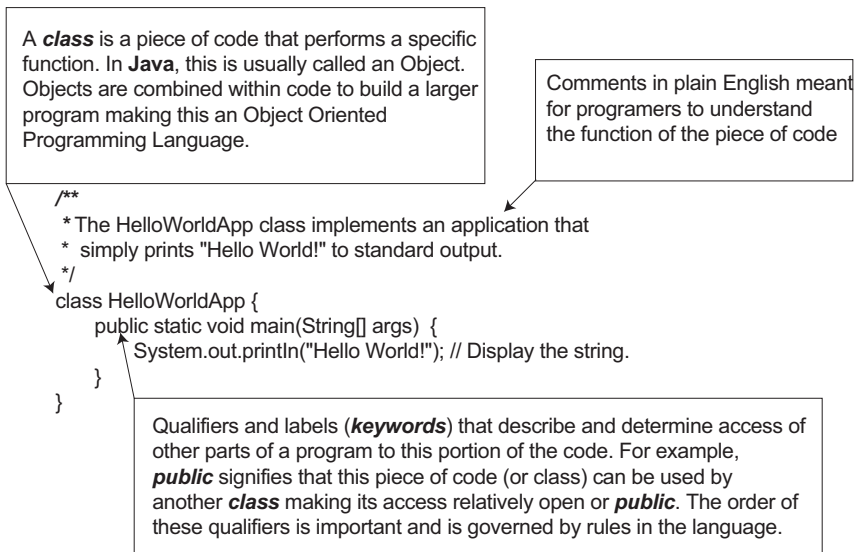 A class is a piece of code that performs a specific
function. In Java, this is usually called an Object.
Objects are combined within code to build a larger
program making this an Object Oriented
Programming Language.
Comments in plain English meant
for programers to understand
the function of the piece of code
/**
* The HelloWorldApp class implements an application that
* simply prints "Hello World!" to standard output.
*/
class HelloWorldApp {
public static void main(String[] args) {
System.out.println("Hello World!"); // Display the string.
}
}
Qualifiers and labels (keywords) that describe and determine access of
other parts of a program to this portion of the code. For example,
public signifies that this piece of code (or class) can be used by
another class making its access relatively open or public. The order of
these qualifiers is important and is governed by rules in the language.